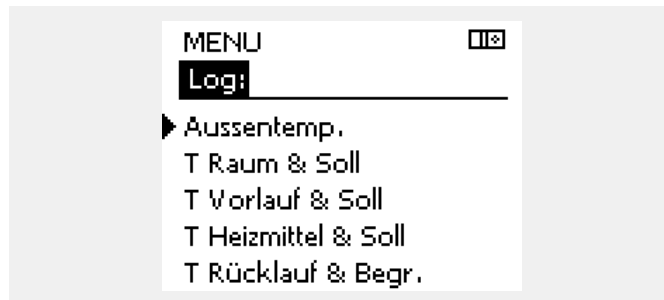 MENU
Log:
Aussentemp.
T Raum & Soll
T Vorlauf & Soll
T Heizmittel & Soll
T Rücklauf & Begr.